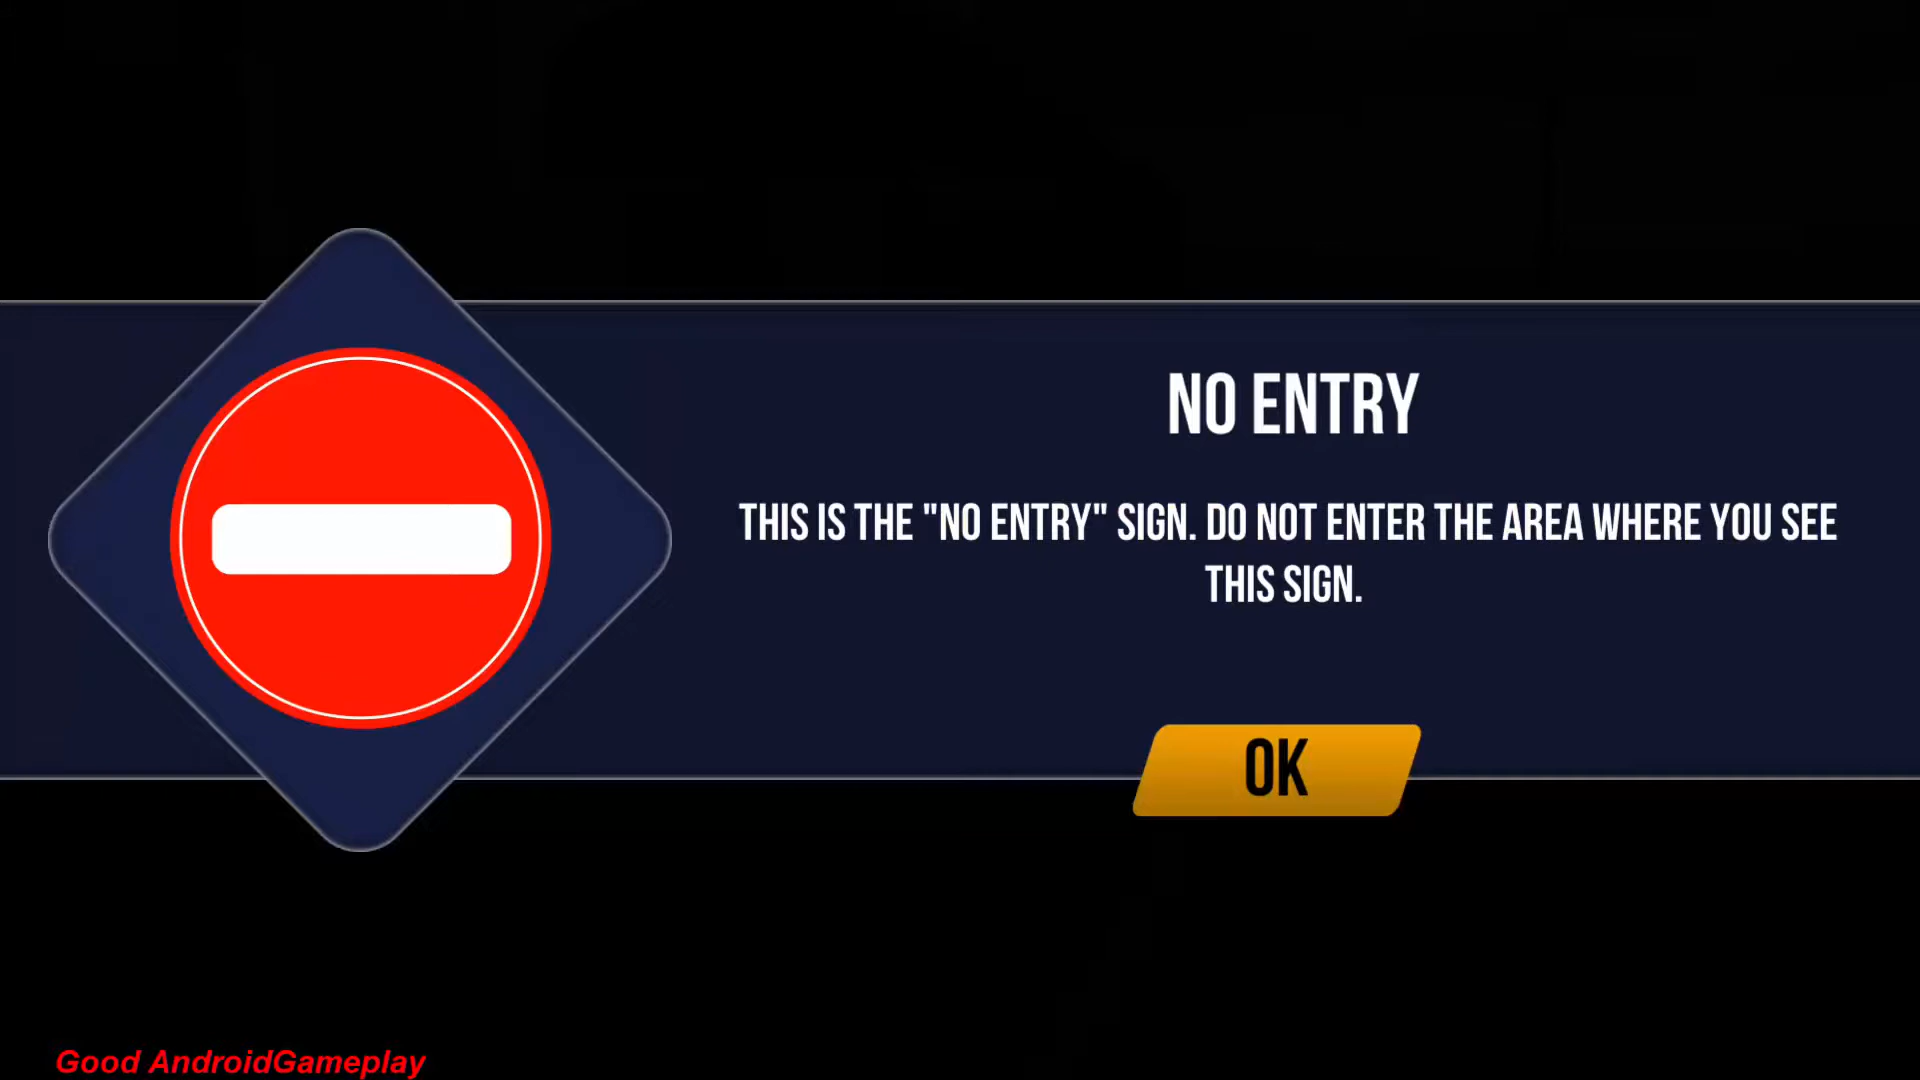 NO ENTRY
THIS IS THE "NO ENTRY" SIGN. DO NOT ENTER THE AREA WHERE YOU SEE
THIS SIGN.
OK
Good AndroidGameplay